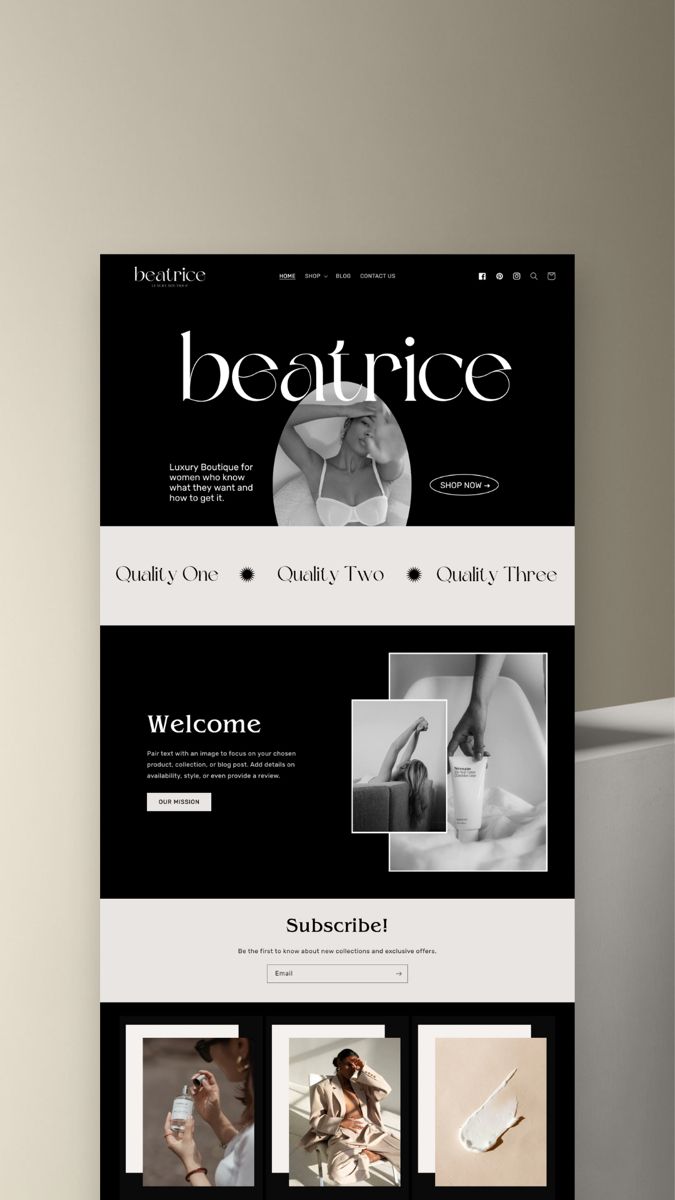 beatrice
LUXURY BOUTIQUE
HOME SHOP BLOG CONTACT US
beatrice
Luxury Boutique for
women who know
what they want and
how to get it.
SHOP NOW →
Quality One Quality Two Quality Three
Welcome
Pair text with an image to focus on your chosen
product, collection, or blog post. Add details on
availability, style, or even provide a review.
OUR MISSION
Subscribe!
Be the first to know about new collections and exclusive offers.
Email →